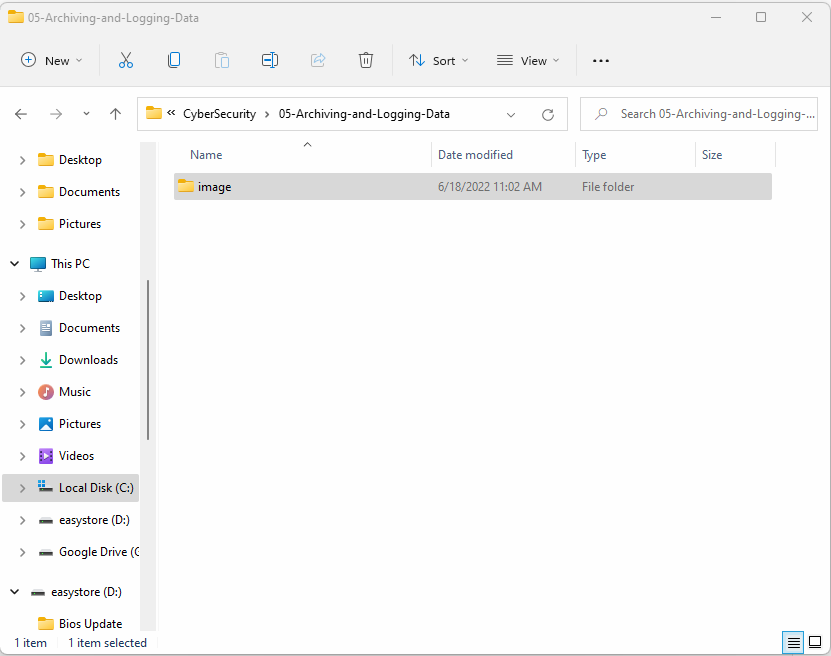 05-Archiving-and-Logging-Data
New Sort View
« CyberSecurity › 05-Archiving-and-Logging-Data Search 05-Archiving-and-Logging-...
Name Date modified Type Size
image 6/18/2022 11:02 AM File folder
Desktop
Documents
Pictures
This PC
Desktop
Documents
Downloads
Music
Pictures
Videos
Local Disk (C:)
easystore (D:)
Google Drive (G
easystore (D:)
Bios Update
1 item 1 item selected